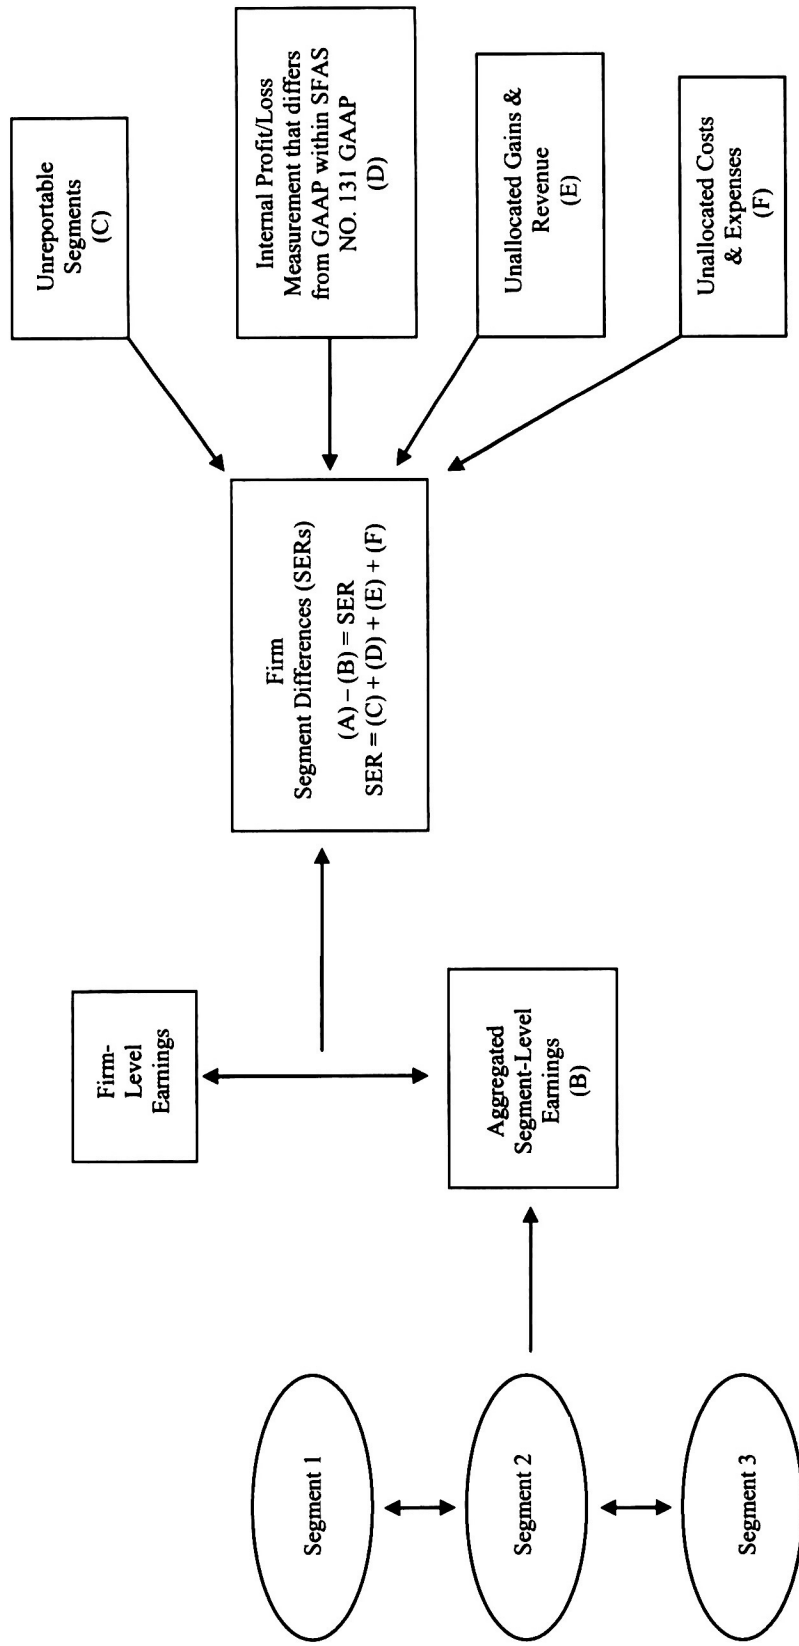 Segment 1
Segment 2
Segment 3
Firm-
Level
Earnings
Aggregated
Segment-Level
Earnings
(B)
Firm
Segment Differences (SERs)
(A) – (B) = SER
SER = (C) + (D) + (E) + (F)
Unreportable
Segments
(C)
Internal Profit/Loss
Measurement that differs
from GAAP within SFAS
NO. 131 GAAP
(D)
Unallocated Gains &
Revenue
(E)
Unallocated Costs
& Expenses
(F)